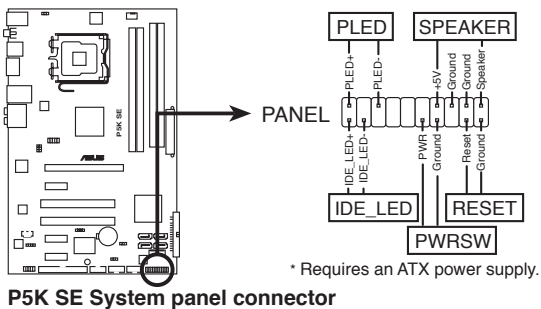 PLED
SPEAKER
PLED+
PLED-
+5V
Ground
Ground
Speaker
P5K SE
PANEL
IDE_LED+
IDE_LED-
PWR
Ground
Reset
Ground
/ISUS
IDE_LED
RESET
PWRSW
* Requires an ATX power supply.
P5K SE System panel connector